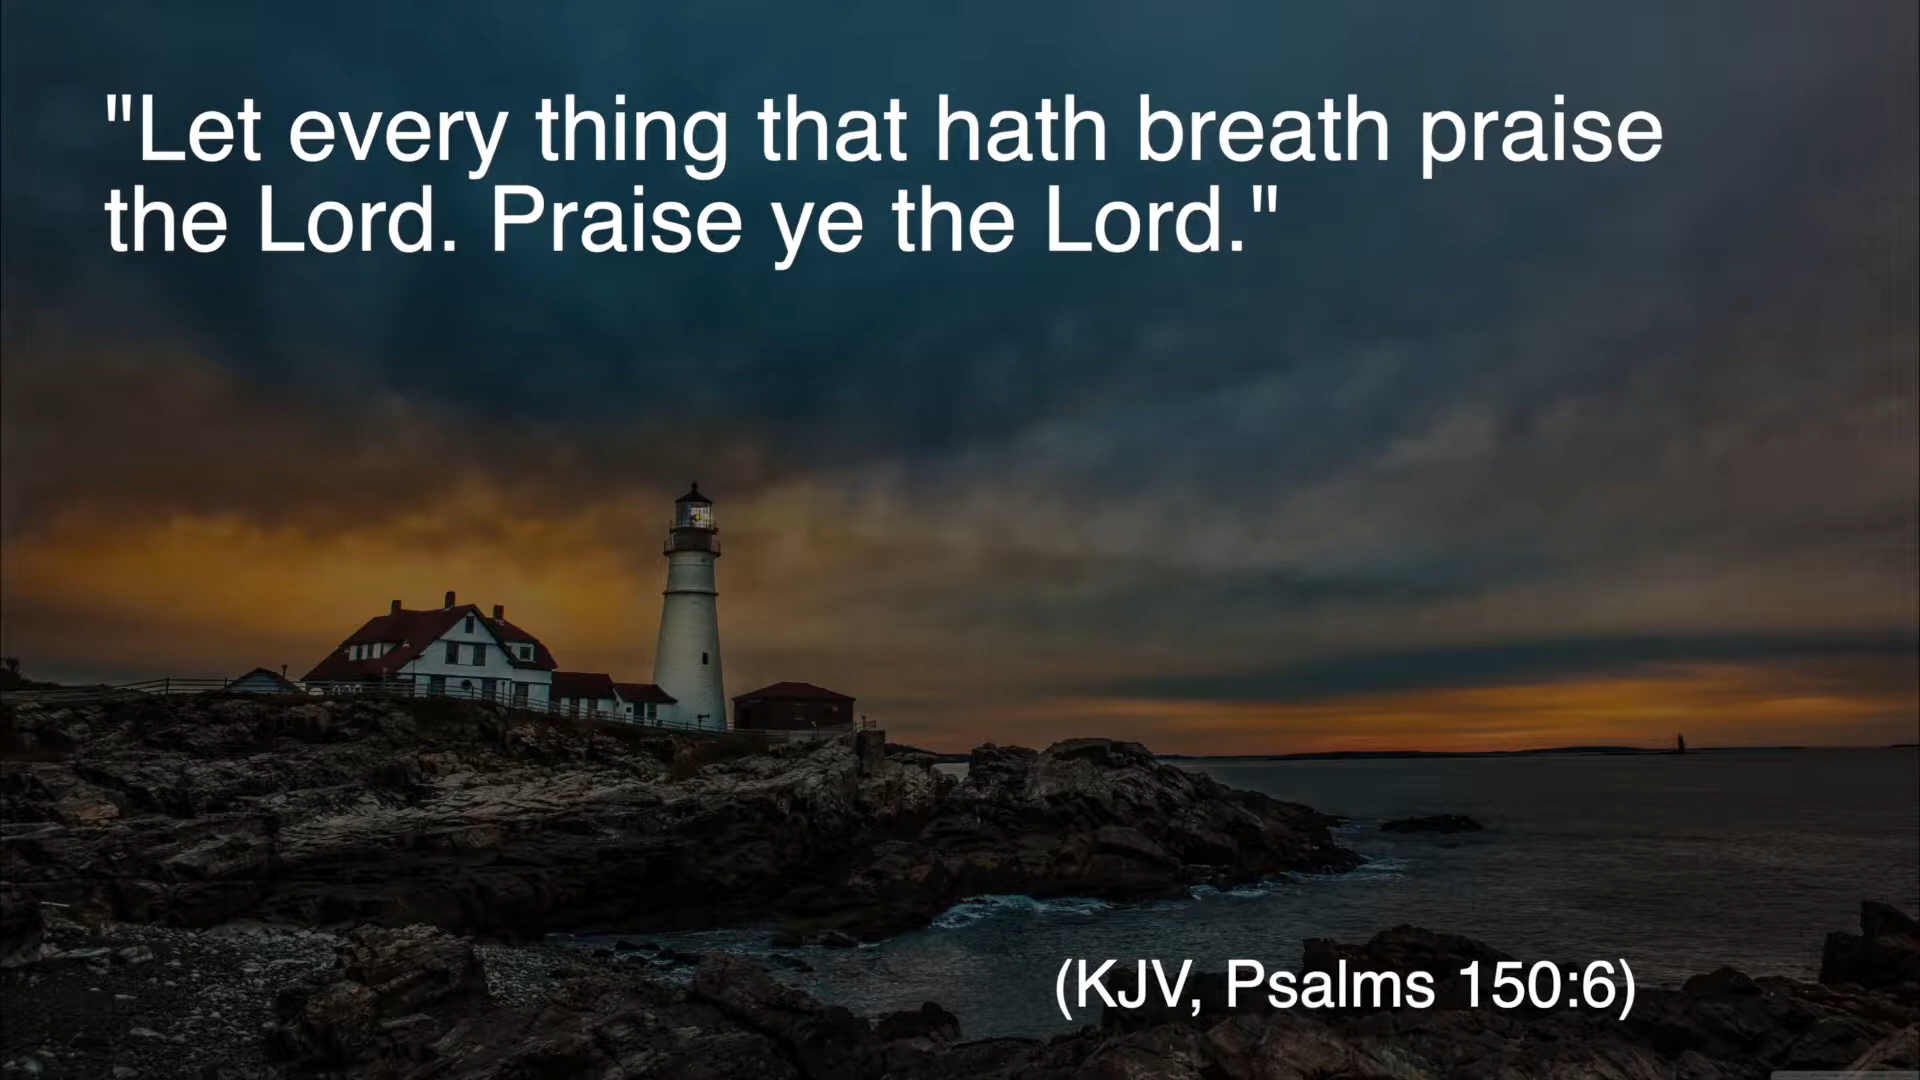 "Let every thing that hath breath praise
the Lord. Praise ye the Lord."
(KJV, Psalms 150:6)